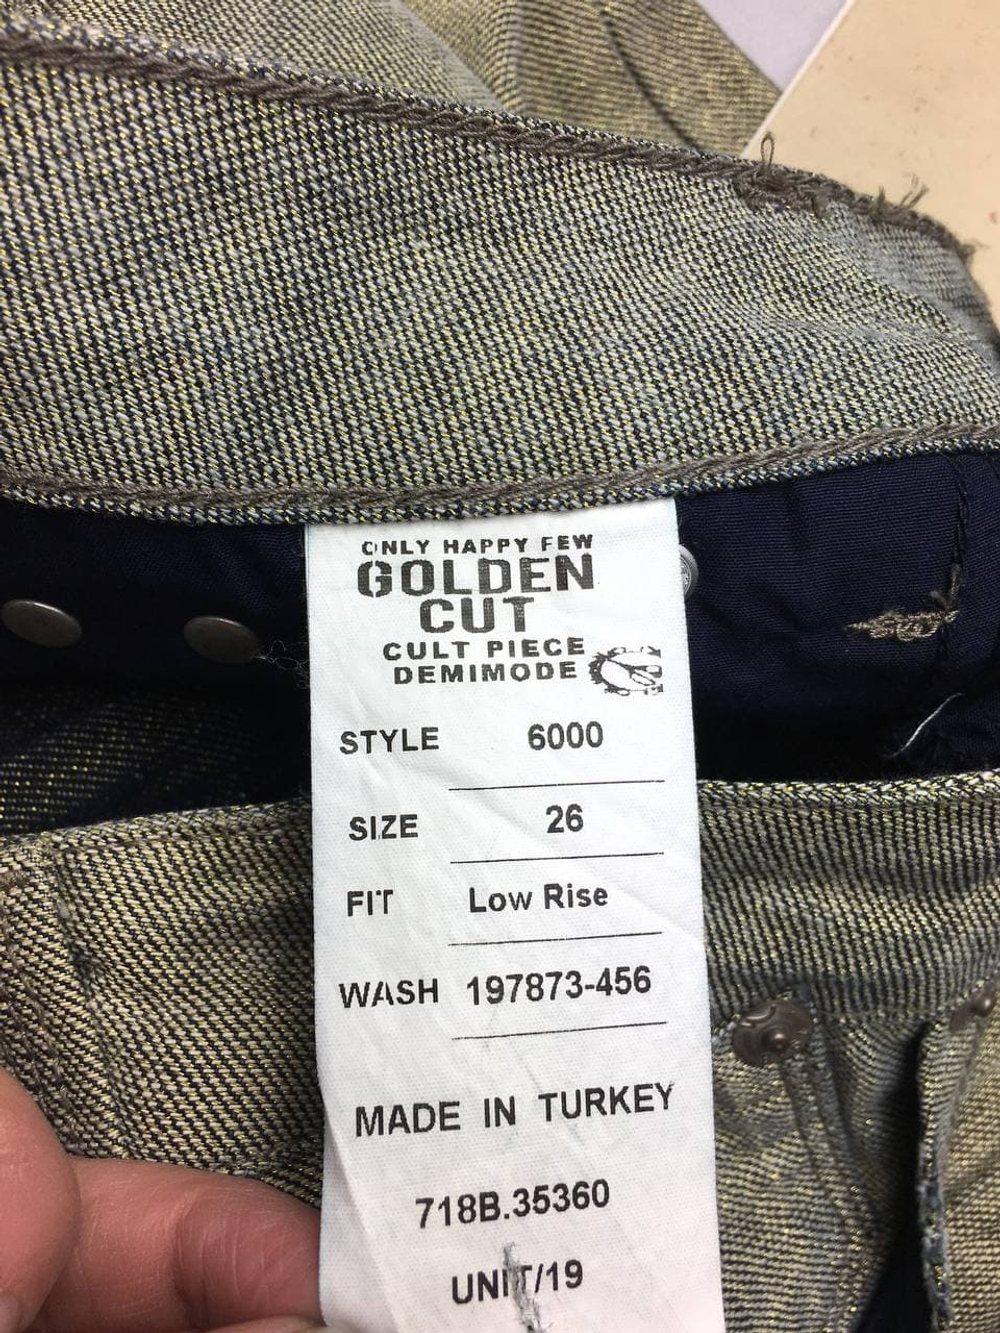 ONLY HAPPY FEW
GOLDEN
CUT
CULT PIECE
DEMIMODE
STYLE 6000
SIZE 26
FIT Low Rise
WASH 197873-456
MADE IN TURKEY
718B.35360
UNIT/19